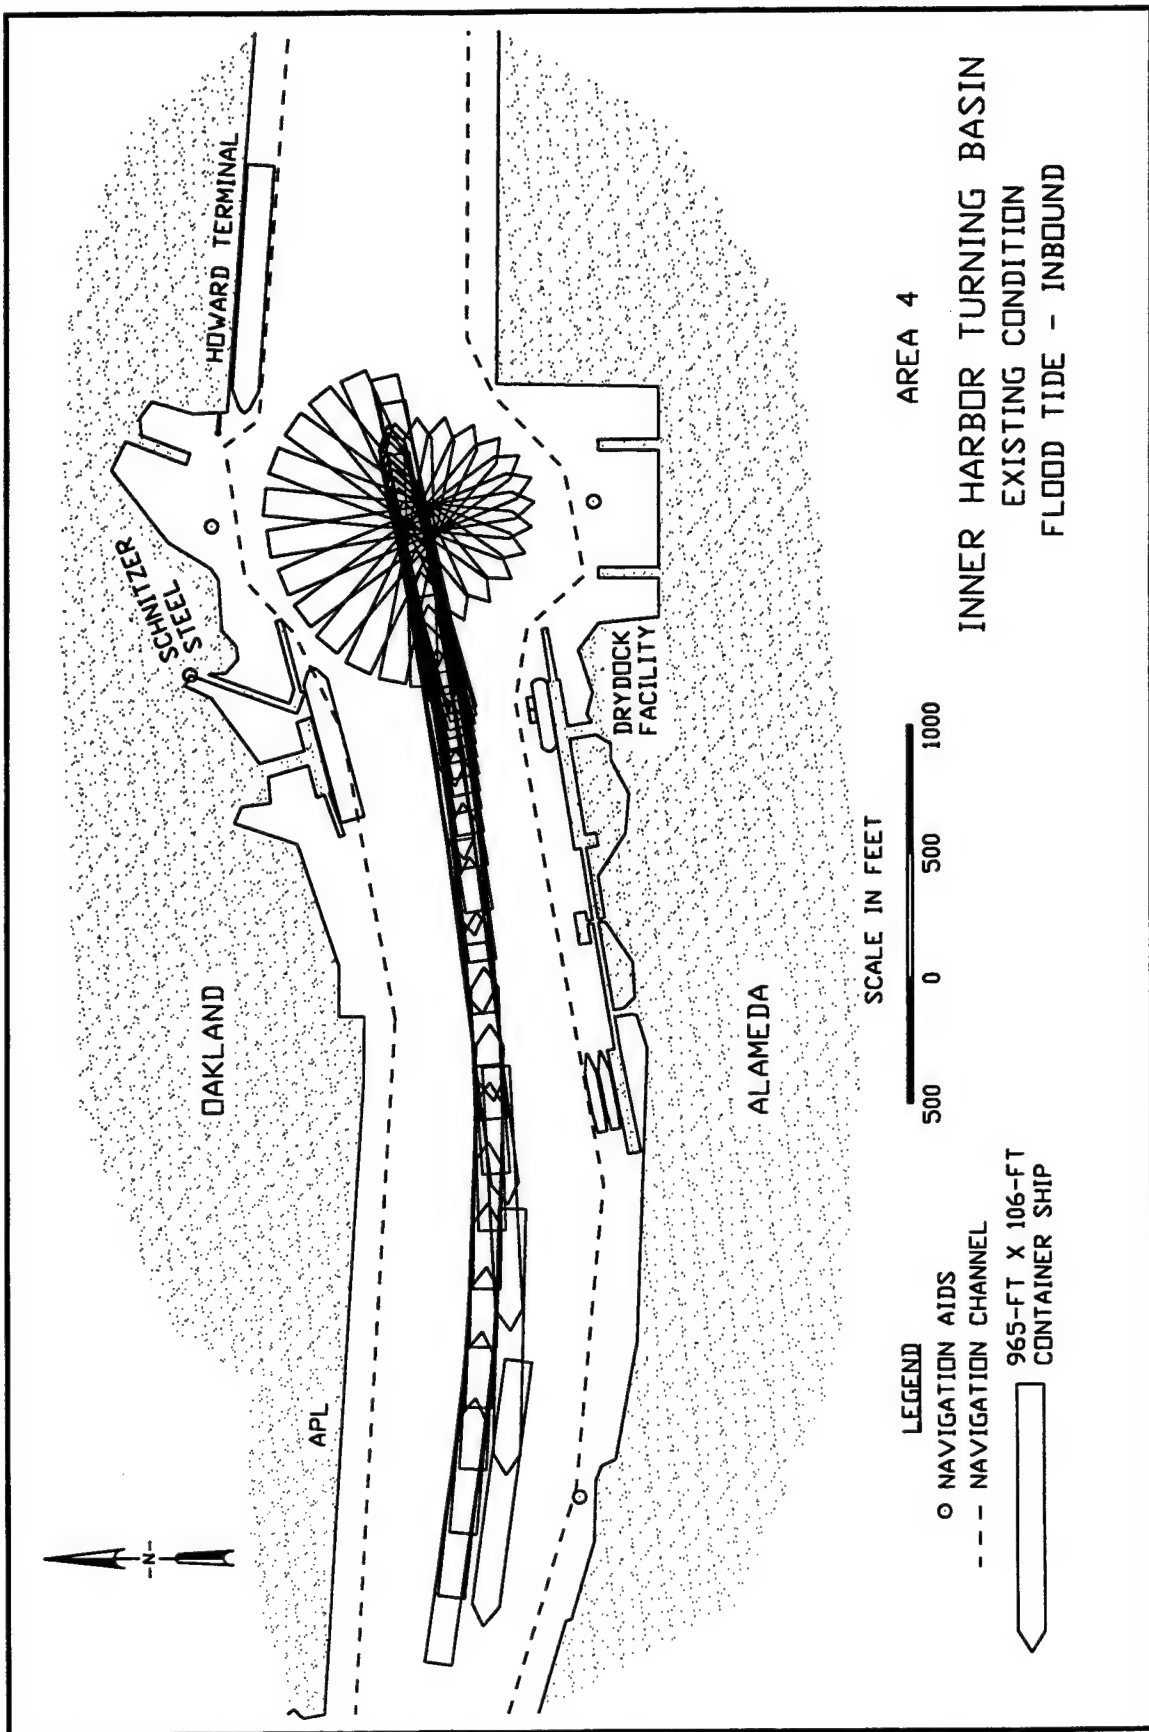 HOWARD TERMINAL
SCHNITZER
STEEL
OAKLAND
APL
-N-
DRYDOCK
FACILITY
ALAMEDA
SCALE IN FEET
500 0 500 1000
LEGEND
NAVIGATION AIDS
--- NAVIGATION CHANNEL
965-FT X 106-FT
CONTAINER SHIP
AREA 4
INNER HARBOR TURNING BASIN
EXISTING CONDITION
FLOOD TIDE - INBOUND